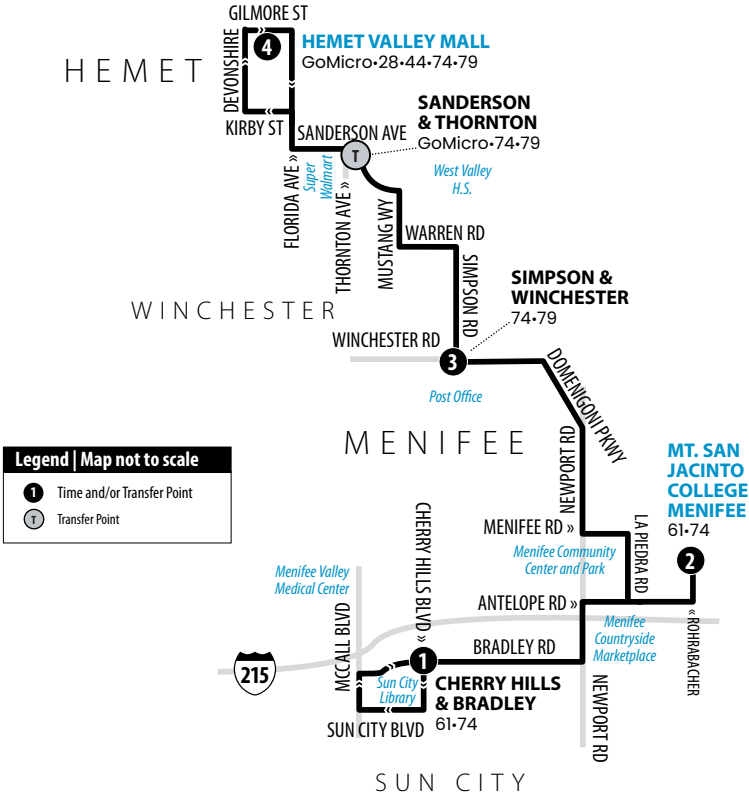 GILMORE ST
4
HEMET VALLEY MALL
GoMicro•28•44•74•79
HEMET
DEVONSHIRE
KIRBY ST
SANDERSON AVE
SANDERSON
& THORNTON
GoMicro•74•79
T
FLORIDA AVE »
Super
Walmart
THORNTON AVE »
West Valley
H.S.
MUSTANG WY
WARREN RD
SIMPSON RD
SIMPSON &
WINCHESTER
74•79
WINCHESTER
WINCHESTER RD
3
Post Office
DOMENIGONI PKWY
MENIFEE
NEWPORT RD
Legend | Map not to scale
1 Time and/or Transfer Point
T Transfer Point
MT. SAN
JACINTO
COLLEGE
MENIFEE
61•74
2
MENIFEE RD »
LA PIEDRA RD
Menifee Community
Center and Park
CHERRY HILLS BLVD »
Menifee Valley
Medical Center
ANTELOPE RD »
« ROHRABACHER
Menifee
Countryside
Marketplace
MCCALL BLVD
BRADLEY RD
1
215
Sun City
Library
CHERRY HILLS
& BRADLEY
61•74
NEWPORT RD
SUN CITY BLVD
SUN CITY